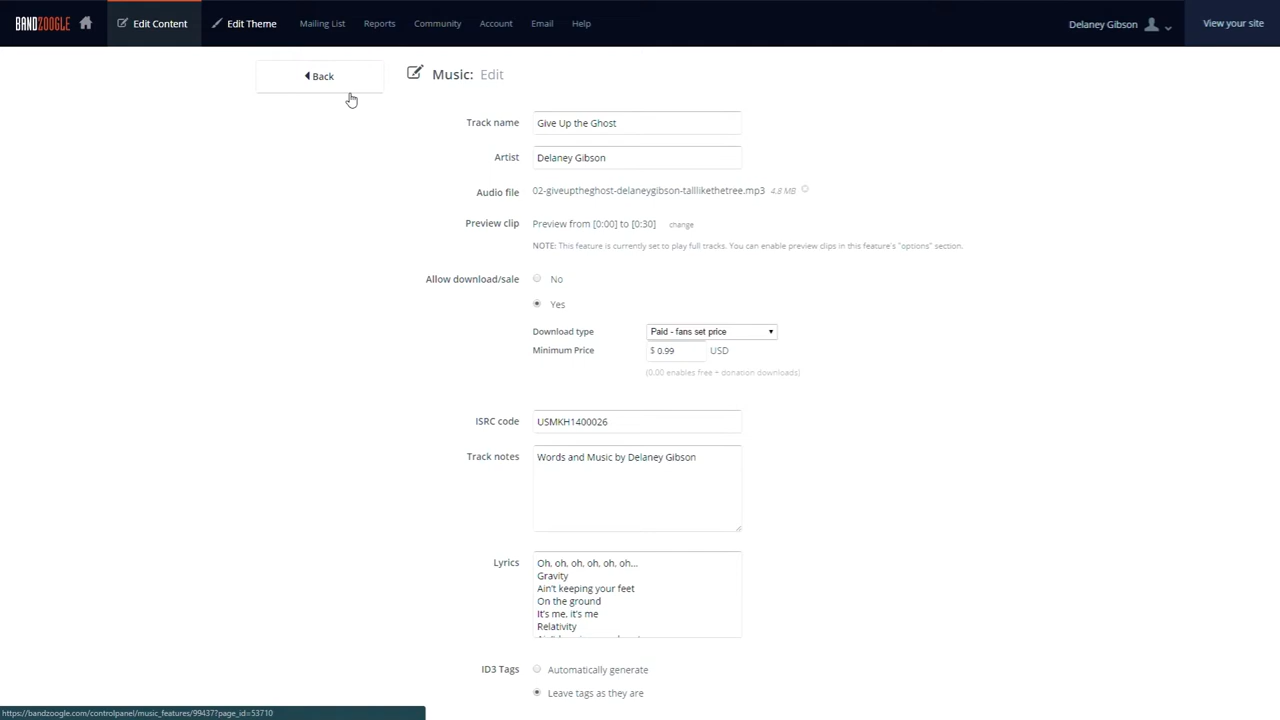 BANDZOOGLE Edit Content Edit Theme Mailing List Reports Community Account Email Help Delaney Gibson View your site
Back
Music: Edit
Track name Give Up the Ghost
Artist Delaney Gibson
Audio file 02-giveuptheghost-delaneygibson-talllikethetree.mp3 4.8 MB
Preview clip Preview from [0:00] to [0:30] change
NOTE: This feature is currently set to play full tracks. You can enable preview clips in this feature's "options" section.
Allow download/sale No
Yes
Download type Paid - fans set price
Minimum Price $ 0.99 USD
(0.00 enables free + donation downloads)
ISRC code USMKH1400026
Track notes Words and Music by Delaney Gibson
Lyrics Oh, oh, oh, oh, oh, oh...
Gravity
Ain't keeping your feet
On the ground
It's me, it's me
Relativity
ID3 Tags Automatically generate
Leave tags as they are
https://bandzoogle.com/controlpanel/music_features/99437?page_id=53710